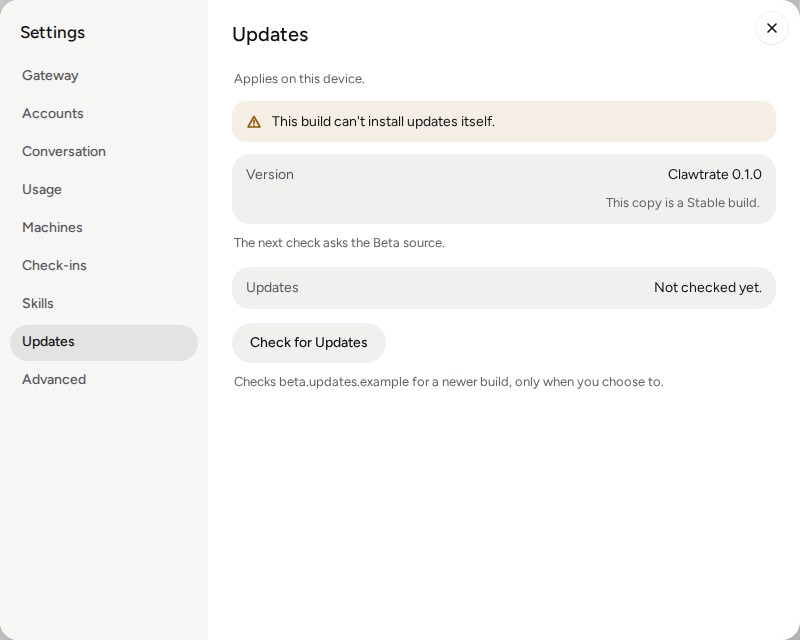 Settings
Gateway
Accounts
Conversation
Usage
Machines
Check-ins
Skills
Updates
Advanced
Updates
Applies on this device.
This build can't install updates itself.
Version Clawtrate 0.1.0
This copy is a Stable build.
The next check asks the Beta source.
Updates Not checked yet.
Check for Updates
Checks beta.updates.example for a newer build, only when you choose to.